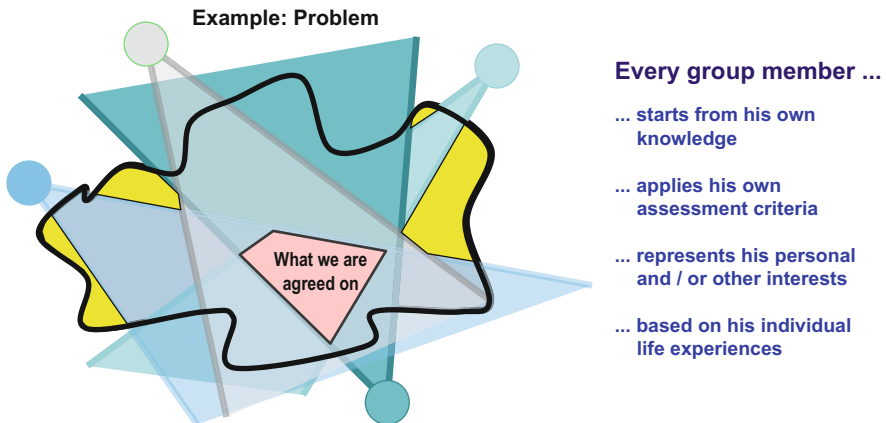 Example: Problem
What we are
agreed on
Every group member ...
... starts from his own
knowledge
... applies his own
assessment criteria
... represents his personal
and / or other interests
... based on his individual
life experiences